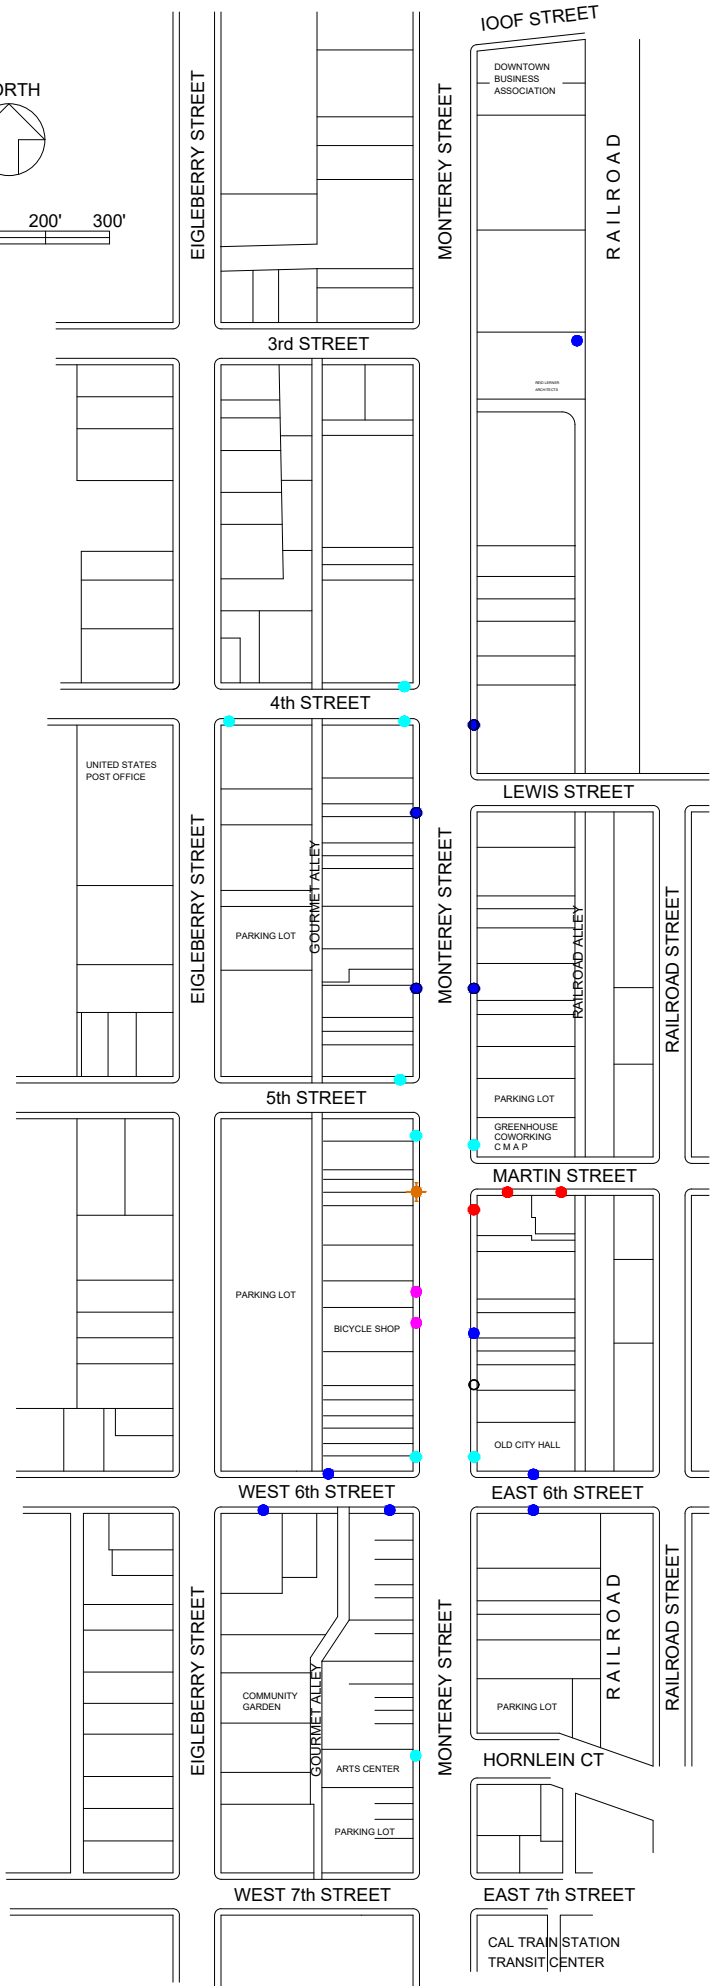 IOOF STREET
DOWNTOWN
BUSINESS
ASSOCIATION
ORTH
EIGLEBERRY STREET
MONTEREY STREET
RAILROAD
200' 300'
3rd STREET
ARCHITECTS
4th STREET
UNITED STATES
POST OFFICE
LEWIS STREET
EIGLEBERRY STREET
GOURMET ALLEY
MONTEREY STREET
RAILROAD ALLEY
RAILROAD STREET
PARKING LOT
5th STREET
PARKING LOT
GREENHOUSE
COWORKING
C M A P
MARTIN STREET
PARKING LOT
BICYCLE SHOP
OLD CITY HALL
WEST 6th STREET
EAST 6th STREET
EIGLEBERRY STREET
GOURMET ALLEY
MONTEREY STREET
RAILROAD
RAILROAD STREET
COMMUNITY
GARDEN
PARKING LOT
ARTS CENTER
HORNLEIN CT
PARKING LOT
WEST 7th STREET
EAST 7th STREET
CAL TRAIN STATION
TRANSIT CENTER